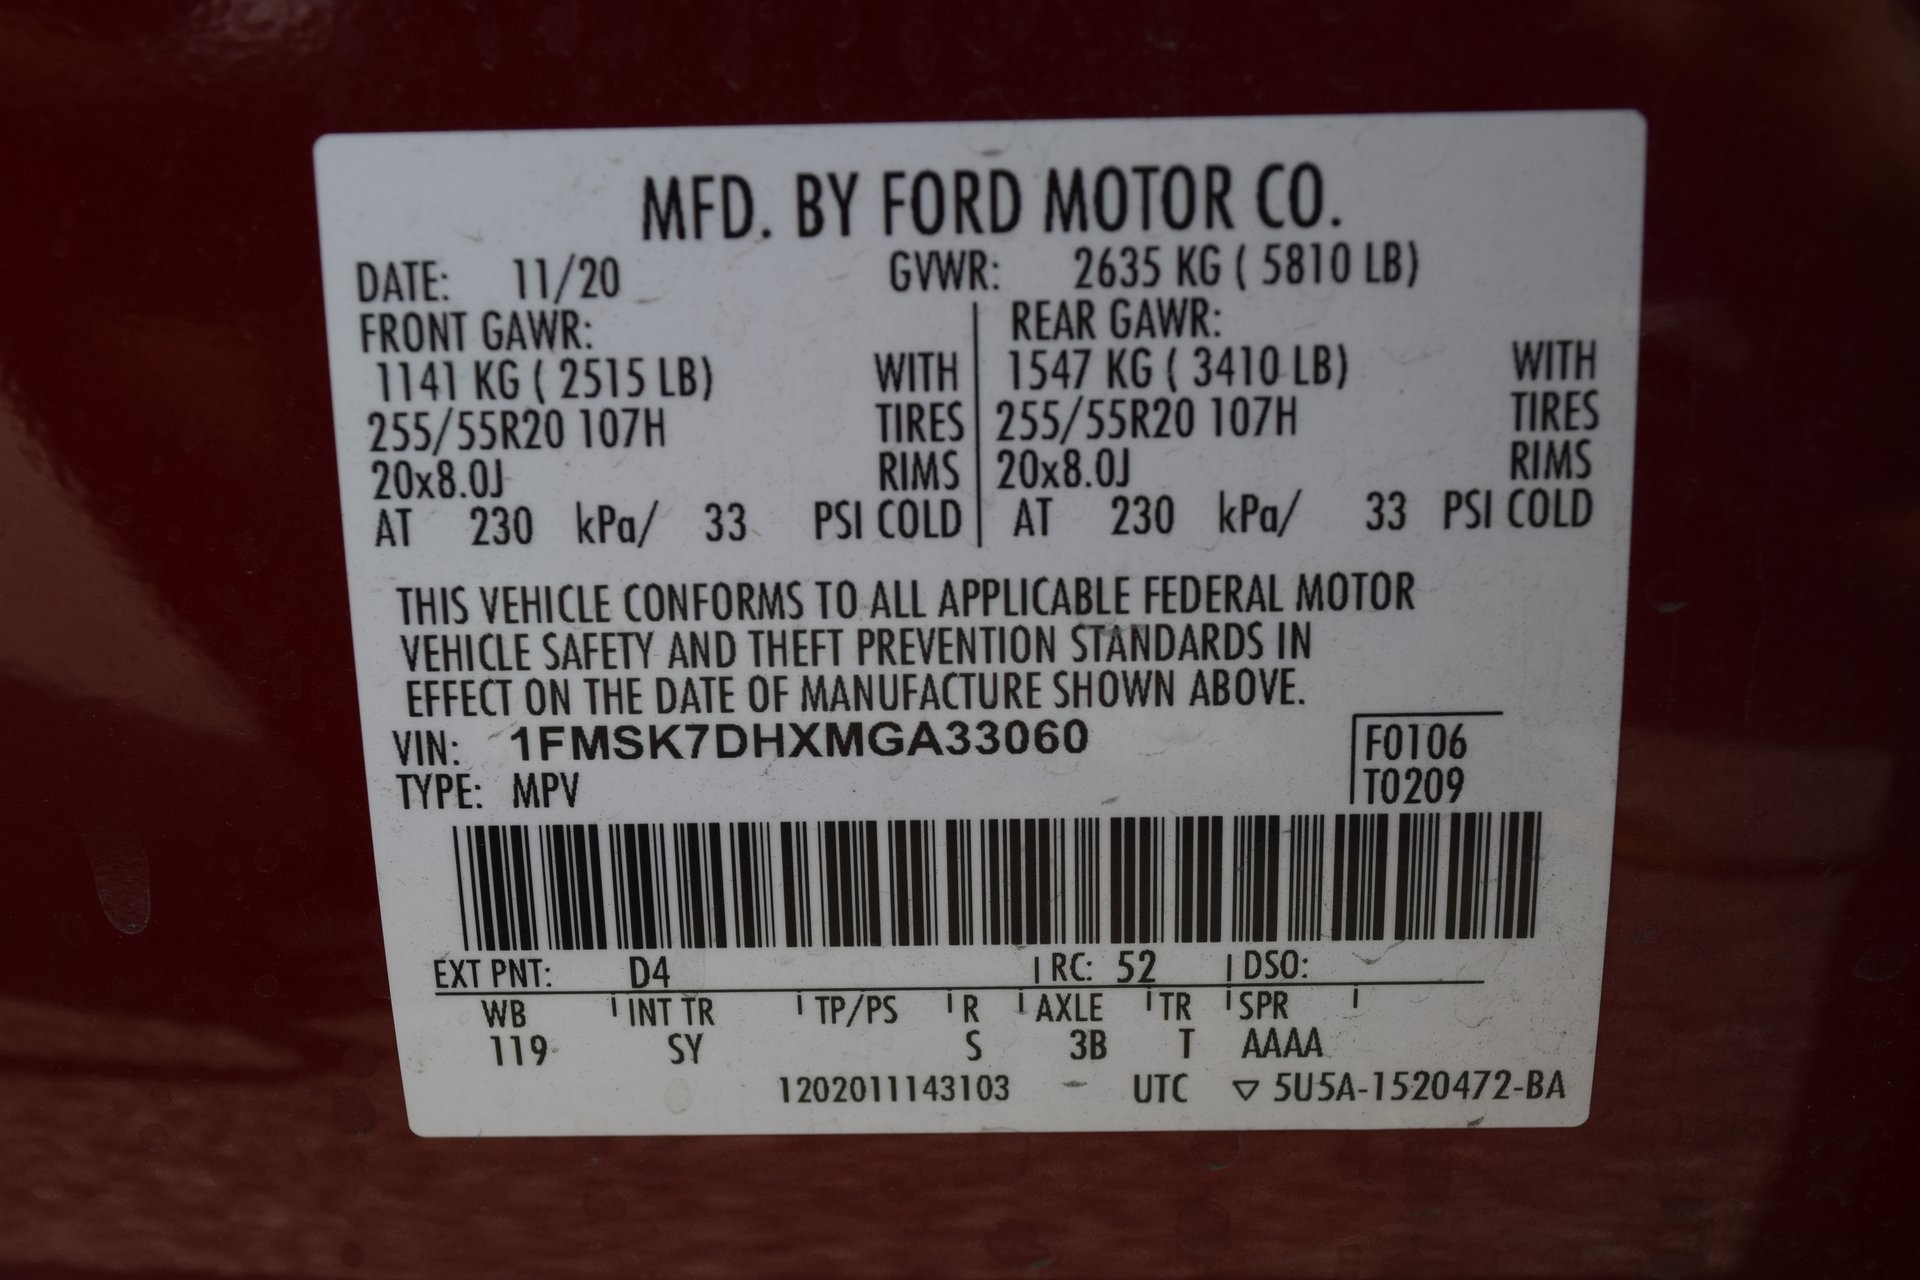 MFD. BY FORD MOTOR CO.
DATE: 11/20 GVWR: 2635 KG ( 5810 LB)
FRONT GAWR: REAR GAWR:
1141 KG ( 2515 LB) WITH 1547 KG ( 3410 LB) WITH
255/55R20 107H TIRES 255/55R20 107H TIRES
20x8.0J RIMS 20x8.0J RIMS
AT 230 kPa/ 33 PSI COLD AT 230 kPa/ 33 PSI COLD
THIS VEHICLE CONFORMS TO ALL APPLICABLE FEDERAL MOTOR
VEHICLE SAFETY AND THEFT PREVENTION STANDARDS IN
EFFECT ON THE DATE OF MANUFACTURE SHOWN ABOVE.
VIN: 1FMSK7DHXMGA33060 F0106
TYPE: MPV T0209
EXT PNT: D4 RC: 52 DSO:
WB INT TR TP/PS R AXLE TR SPR
119 SY S 3B T AAAA
1202011143103 UTC ▽ 5U5A-1520472-BA